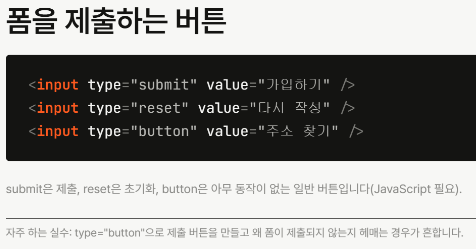 폼을 제출하는 버튼
<input type="submit" value="가입하기" />
<input type="reset" value="다시 작성" />
<input type="button" value="주소 찾기" />
submit은 제출, reset은 초기화, button은 아무 동작이 없는 일반 버튼입니다(JavaScript 필요).
자주 하는 실수: type="button"으로 제출 버튼을 만들고 왜 폼이 제출되지 않는지 헤매는 경우가 흔합니다.